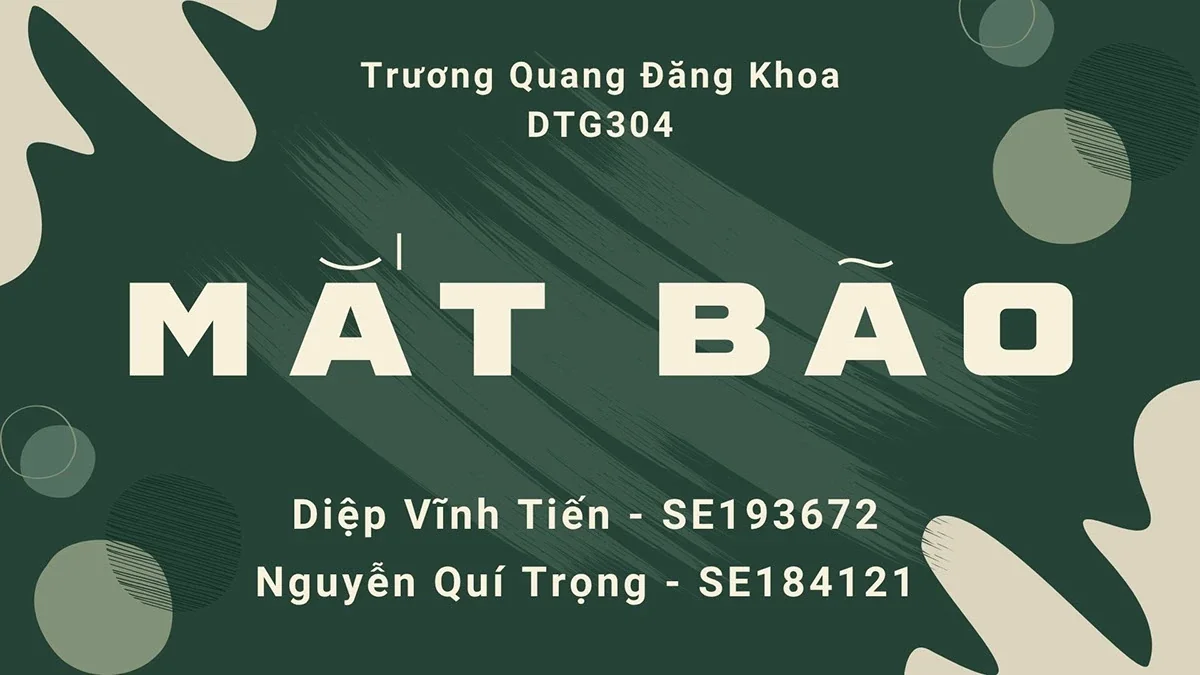 Trương Quang Đăng Khoa
DTG304
MẮT BÃO
Diệp Vĩnh Tiến - SE193672
Nguyễn Quí Trọng - SE184121